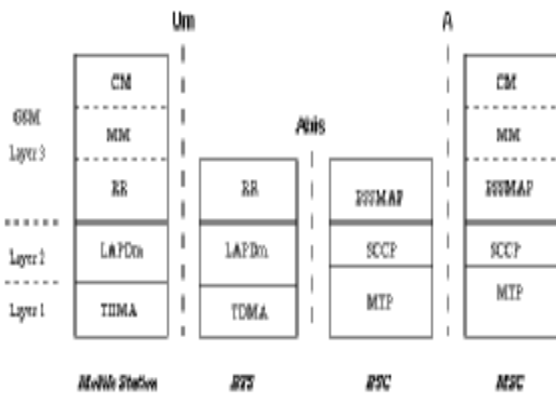 Um
A
Abis
GSM
Layer 3
Layer 2
Layer 1
CM
MM
RR
LAPDm
TDMA
Mobile Station
RR
LAPDm
TDMA
BTS
BSSMAP
SCCP
MTP
BSC
CM
MM
BSSMAP
SCCP
MTP
MSC